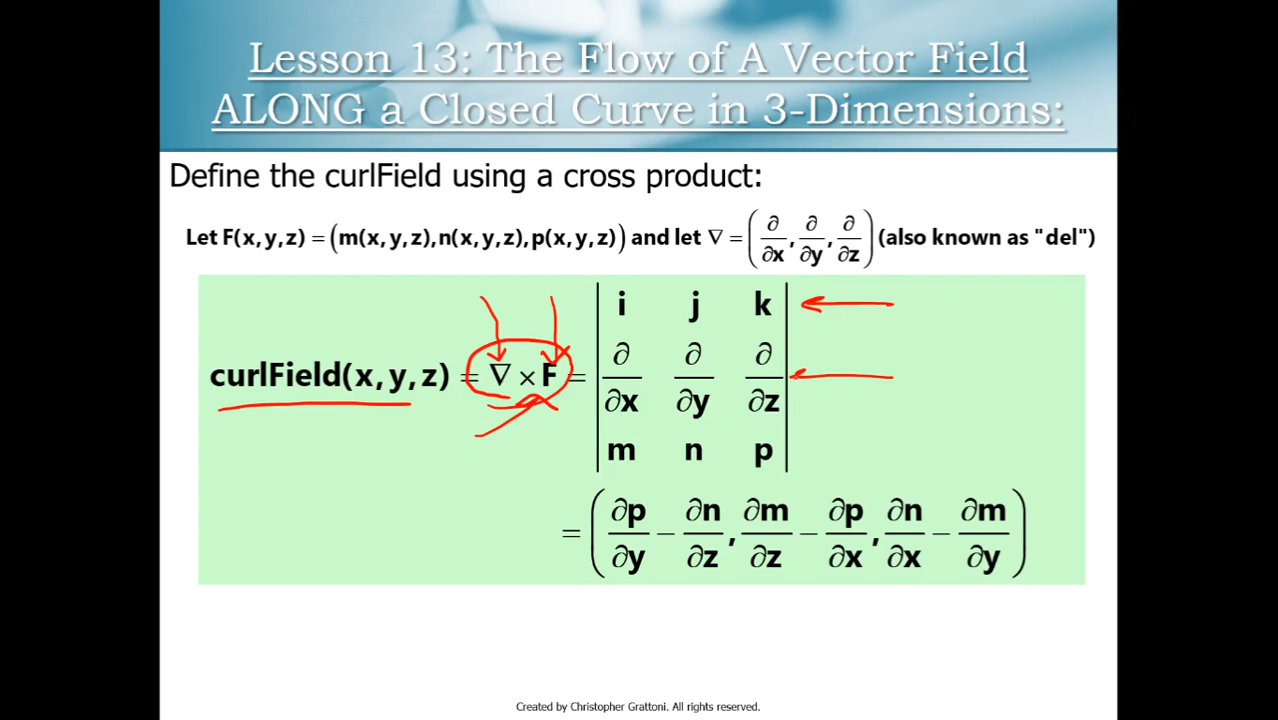 Lesson 13: The Flow of A Vector Field
ALONG a Closed Curve in 3-Dimensions:
Define the curlField using a cross product:
Let F(x,y,z) = (m(x,y,z),n(x,y,z),p(x,y,z)) and let ∇ = (∂/∂x, ∂/∂y, ∂/∂z) (also known as "del")
i j k
curlField(x,y,z) = ∇ × F = | ∂/∂x ∂/∂y ∂/∂z |
m n p
= (∂p/∂y − ∂n/∂z, ∂m/∂z − ∂p/∂x, ∂n/∂x − ∂m/∂y)
Created by Christopher Grattoni. All rights reserved.